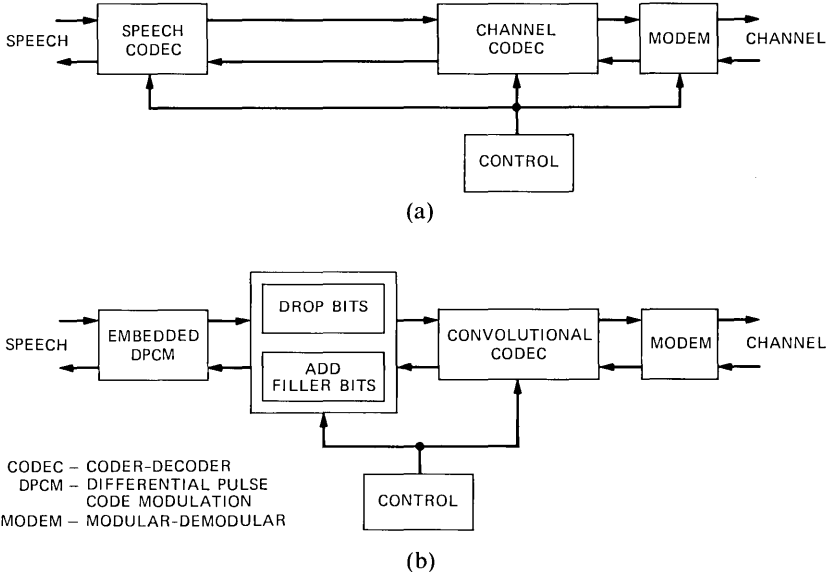 SPEECH
SPEECH
CODEC
CHANNEL
CODEC
MODEM
CHANNEL
CONTROL
(a)
SPEECH
EMBEDDED
DPCM
DROP BITS
ADD
FILLER BITS
CONVOLUTIONAL
CODEC
MODEM
CHANNEL
CONTROL
CODEC – CODER-DECODER
DPCM – DIFFERENTIAL PULSE
CODE MODULATION
MODEM – MODULAR-DEMODULAR
(b)